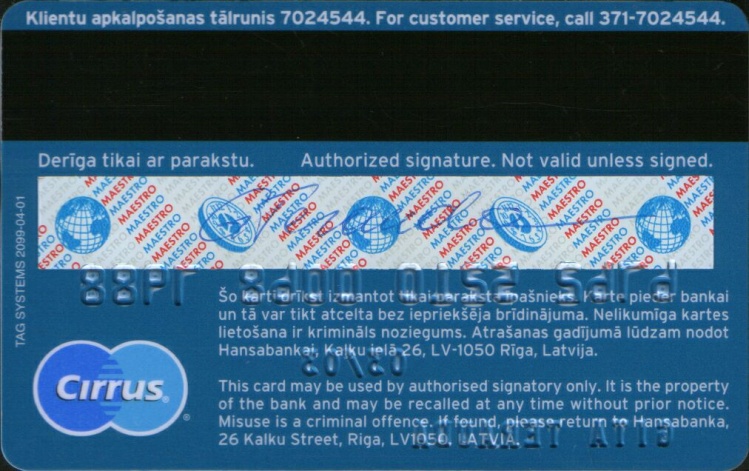 Klientu apkalpošanas tālrunis 7024544. For customer service, call 371-7024544.
Derīga tikai ar parakstu. Authorized signature. Not valid unless signed.
MAESTRO
TAG SYSTEMS 2099-04-01
Šo karti drīkst izmantot tikai paraksta īpašnieks. Karte pieder bankai
un tā var tikt atcelta bez iepriekšēja brīdinājuma. Nelikumīga kartes
lietošana ir krimināls noziegums. Atrašanas gadījumā lūdzam nodot
Hansabankai, Kaļķu ielā 26, LV-1050 Rīga, Latvija.
Cirrus®
This card may be used by authorised signatory only. It is the property
of the bank and may be recalled at any time without prior notice.
Misuse is a criminal offence. If found, please return to Hansabanka,
26 Kalku Street, Riga, LV1050, LATVIA.